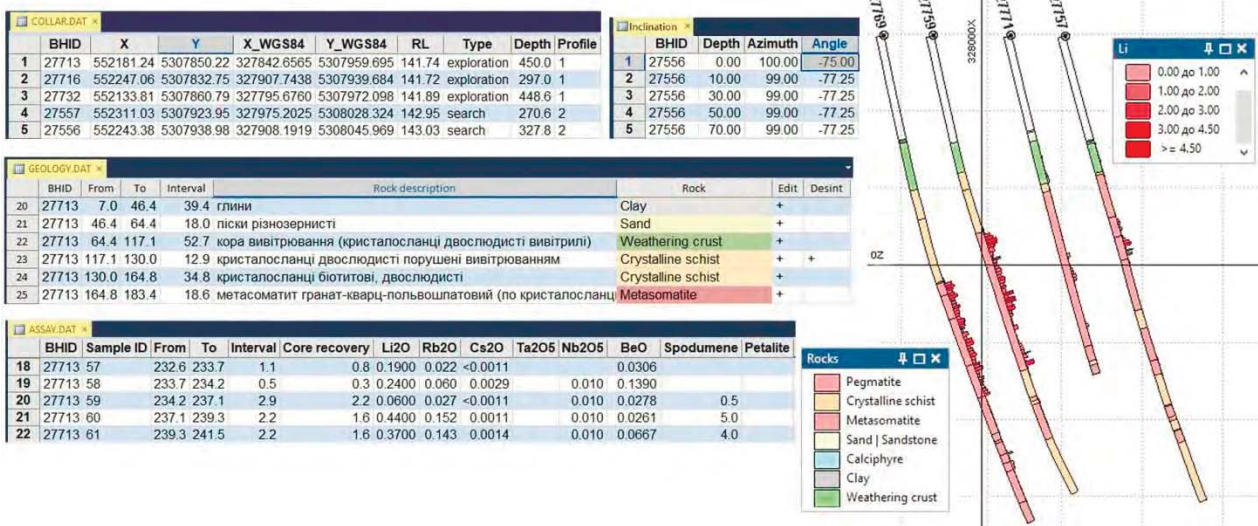 COLLAR.DAT ×
BHID X Y X_WGS84 Y_WGS84 RL Type Depth Profile
1 27713 552181.24 5307850.22 327842.6565 5307959.695 141.74 exploration 450.0 1
2 27716 552247.06 5307832.75 327907.7438 5307939.684 141.72 exploration 297.0 1
3 27732 552133.81 5307860.79 327795.6760 5307972.098 141.89 exploration 448.6 1
4 27557 552311.03 5307923.95 327975.2025 5308028.324 142.95 search 270.6 2
5 27556 552243.38 5307938.98 327908.1919 5308045.969 143.03 search 327.8 2
Inclination ×
BHID Depth Azimuth Angle
1 27556 0.00 100.00 -75.00
2 27556 10.00 99.00 -77.25
3 27556 30.00 99.00 -77.25
4 27556 50.00 99.00 -77.25
5 27556 70.00 99.00 -77.25
GEOLOGY.DAT ×
BHID From To Interval Rock description Rock Edit Desint
20 27713 7.0 46.4 39.4 глини Clay +
21 27713 46.4 64.4 18.0 піски різнозернисті Sand +
22 27713 64.4 117.1 52.7 кора вивітрювання (кристалосланці двослюдисті вивітрилі) Weathering crust +
23 27713 117.1 130.0 12.9 кристалосланці двослюдисті порушені вивітрюванням Crystalline schist + +
24 27713 130.0 164.8 34.8 кристалосланці біотитові, двослюдисті Crystalline schist +
25 27713 164.8 183.4 18.6 метасоматит гранат-кварц-польвошпатовий (по кристалосланц Metasomatite +
ASSAY.DAT ×
BHID Sample ID From To Interval Core recovery Li2O Rb2O Cs2O Ta2O5 Nb2O5 BeO Spodumene Petalite
18 27713 57 232.6 233.7 1.1 0.8 0.1900 0.022 <0.0011 0.0306
19 27713 58 233.7 234.2 0.5 0.3 0.2400 0.060 0.0029 0.010 0.1390
20 27713 59 234.2 237.1 2.9 2.2 0.0600 0.027 <0.0011 0.010 0.0278 0.5
21 27713 60 237.1 239.3 2.2 1.6 0.4400 0.152 0.0011 0.010 0.0261 5.0
22 27713 61 239.3 241.5 2.2 1.6 0.3700 0.143 0.0014 0.010 0.0667 4.0
27769 27759 27771 27757
328000X
0Z
Li
0.00 до 1.00
1.00 до 2.00
2.00 до 3.00
3.00 до 4.50
>= 4.50
Rocks
Pegmatite
Crystalline schist
Metasomatite
Sand | Sandstone
Calciphyre
Clay
Weathering crust